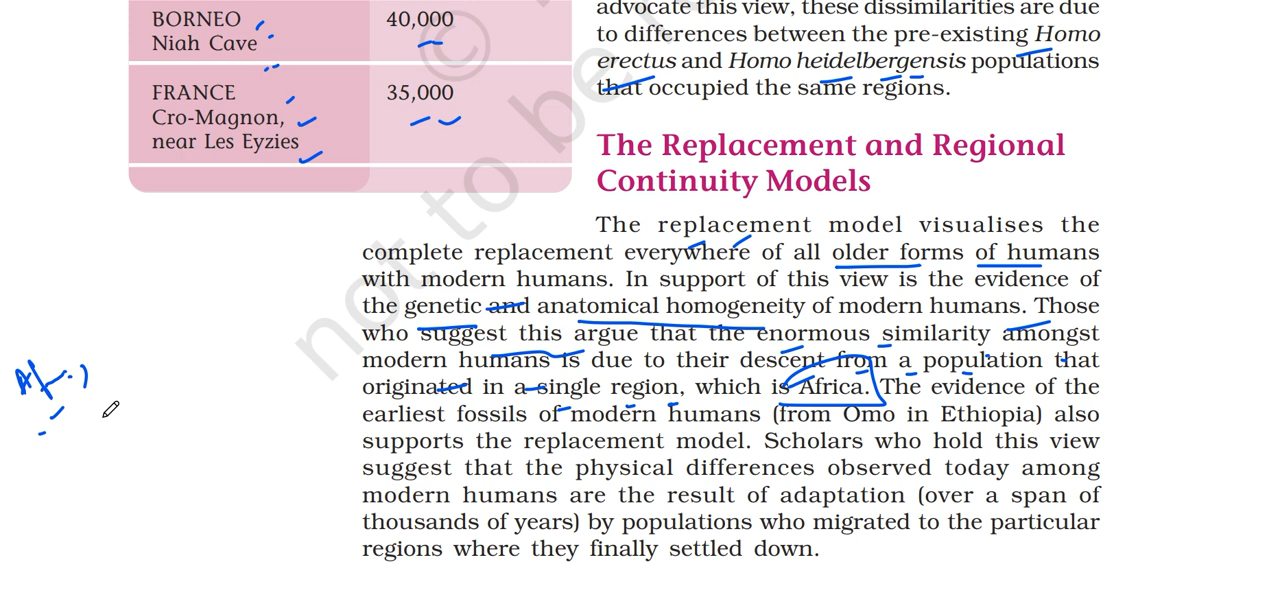 BORNEO
Niah Cave
40,000
FRANCE
Cro-Magnon,
near Les Eyzies
35,000
advocate this view, these dissimilarities are due
to differences between the pre-existing Homo
erectus and Homo heidelbergensis populations
that occupied the same regions.
The Replacement and Regional
Continuity Models
The replacement model visualises the
complete replacement everywhere of all older forms of humans
with modern humans. In support of this view is the evidence of
the genetic and anatomical homogeneity of modern humans. Those
who suggest this argue that the enormous similarity amongst
modern humans is due to their descent from a population that
originated in a single region, which is Africa. The evidence of the
earliest fossils of modern humans (from Omo in Ethiopia) also
supports the replacement model. Scholars who hold this view
suggest that the physical differences observed today among
modern humans are the result of adaptation (over a span of
thousands of years) by populations who migrated to the particular
regions where they finally settled down.
©
not to be